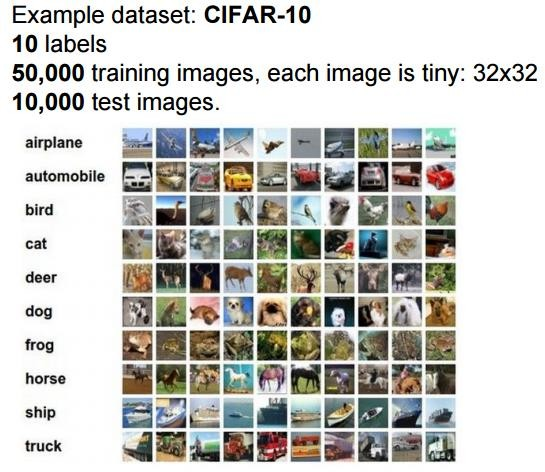 Example dataset: CIFAR-10
10 labels
50,000 training images, each image is tiny: 32x32
10,000 test images.
airplane
automobile
bird
cat
deer
dog
frog
horse
ship
truck